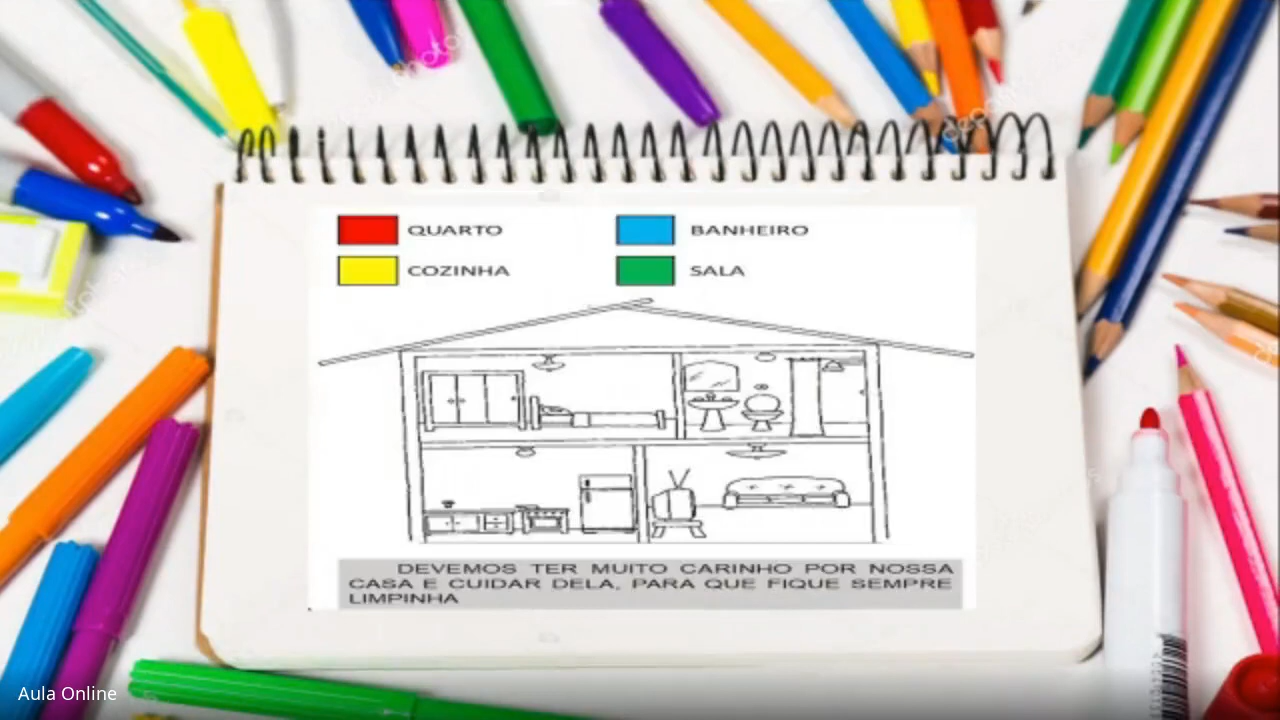 QUARTO
BANHEIRO
COZINHA
SALA
DEVEMOS TER MUITO CARINHO POR NOSSA
CASA E CUIDAR DELA, PARA QUE FIQUE SEMPRE
LIMPINHA
Aula Online